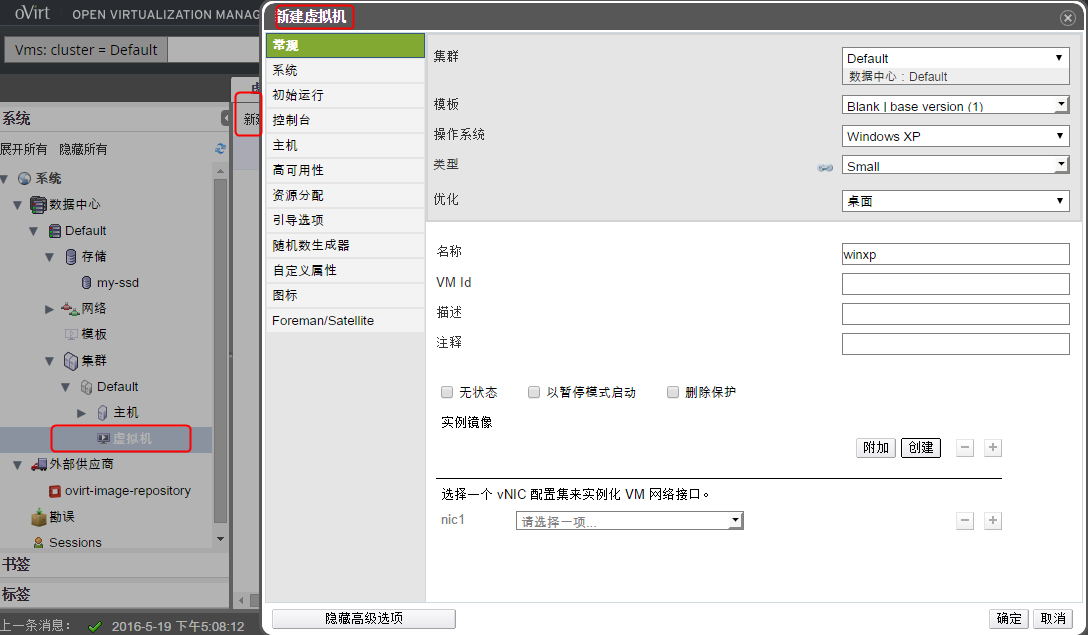 oVirt OPEN VIRTUALIZATION MANAG
Vms: cluster = Default
系统
展开所有 隐藏所有
系统
数据中心
Default
存储
my-ssd
网络
模板
集群
Default
主机
虚拟机
外部供应商
ovirt-image-repository
勘误
Sessions
书签
标签
上一条消息: 2016-5-19 下午5:08:12
新建虚拟机
常规
系统
初始运行
控制台
主机
高可用性
资源分配
引导选项
随机数生成器
自定义属性
图标
Foreman/Satellite
集群 Default
数据中心 : Default
模板 Blank | base version (1)
操作系统 Windows XP
类型 Small
优化 桌面
名称 winxp
VM Id
描述
注释
无状态 以暂停模式启动 删除保护
实例镜像
附加 创建
选择一个 vNIC 配置集来实例化 VM 网络接口。
nic1 请选择一项...
隐藏高级选项
确定 取消